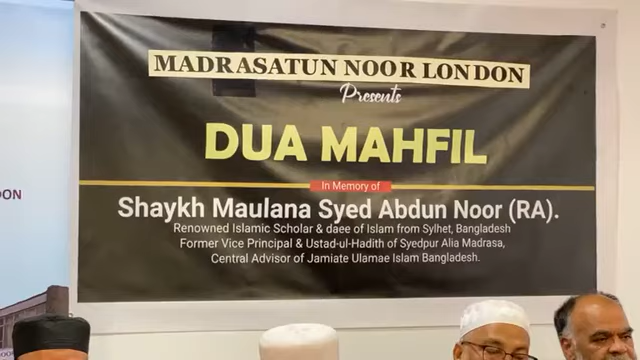 MADRASATUN NOOR LONDON
Presents
DUA MAHFIL
In Memory of
Shaykh Maulana Syed Abdun Noor (RA).
Renowned Islamic Scholar & daee of Islam from Sylhet, Bangladesh
Former Vice Principal & Ustad-ul-Hadith of Syedpur Alia Madrasa,
Central Advisor of Jamiate Ulamae Islam Bangladesh.